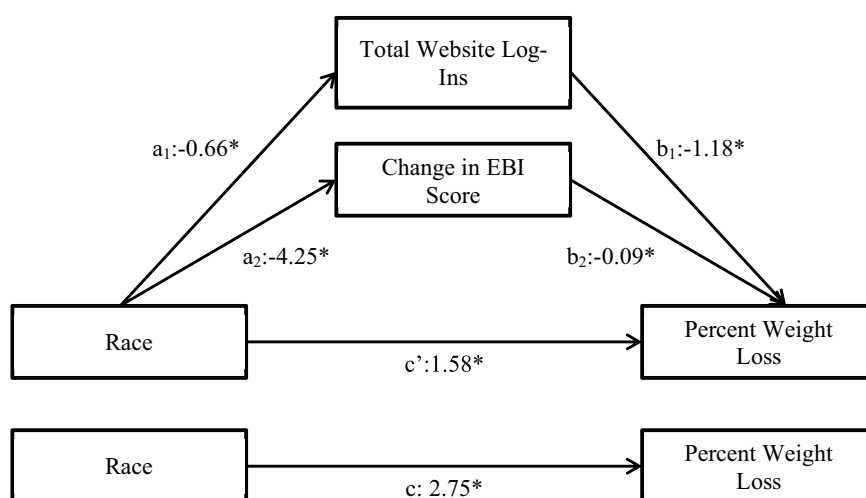 Total Website Log-
Ins
a₁:-0.66*
b₁:-1.18*
Change in EBI
Score
a₂:-4.25*
b₂:-0.09*
Race
Percent Weight
Loss
c’:1.58*
Race
Percent Weight
Loss
c: 2.75*